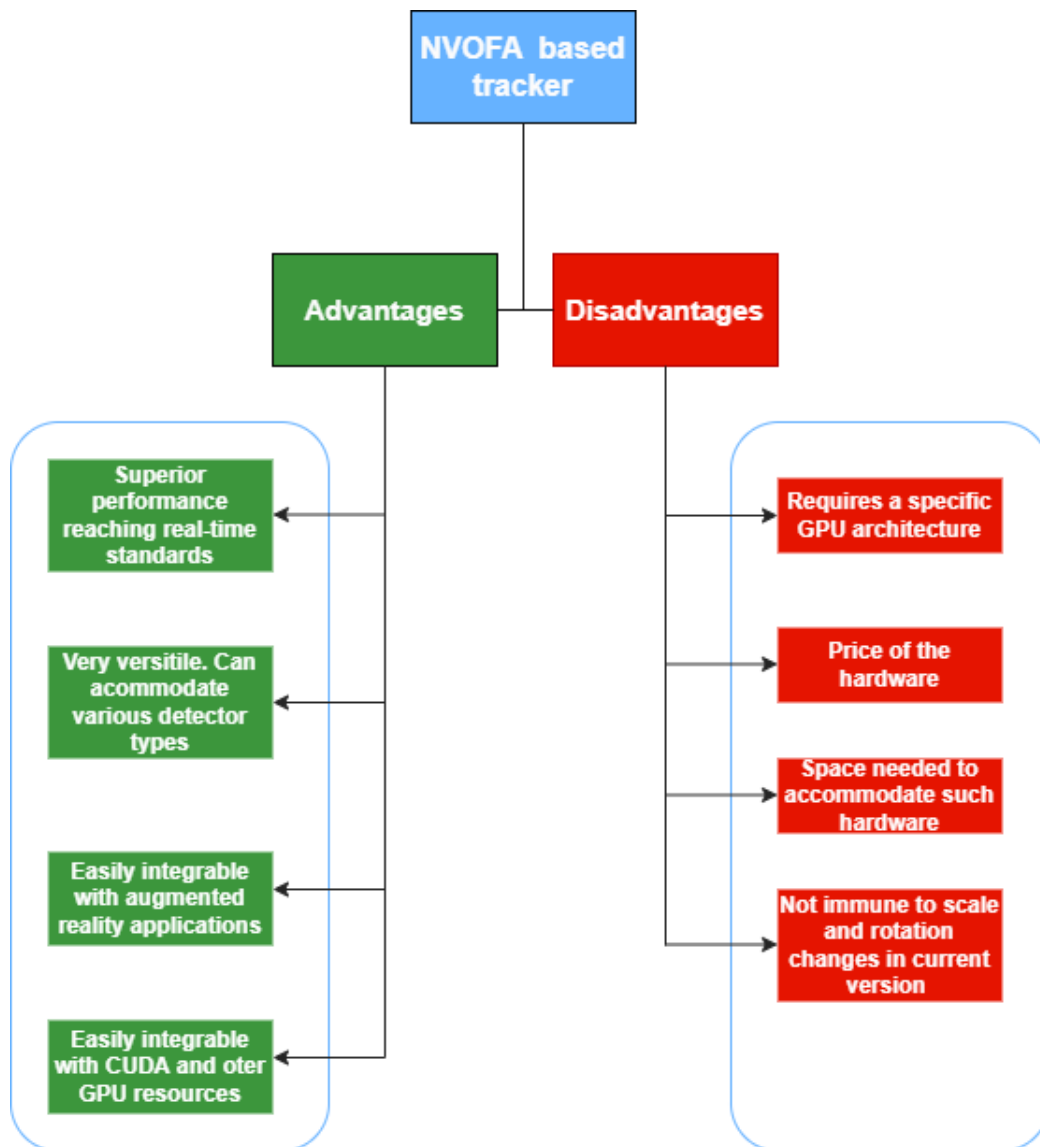 NVOFA based
tracker
Advantages
Disadvantages
Superior
performance
reaching real-time
standards
Very versitile. Can
acommodate
various detector
types
Easily integrable
with augmented
reality applications
Easily integrable
with CUDA and oter
GPU resources
Requires a specific
GPU architecture
Price of the
hardware
Space needed to
accommodate such
hardware
Not immune to scale
and rotation
changes in current
version